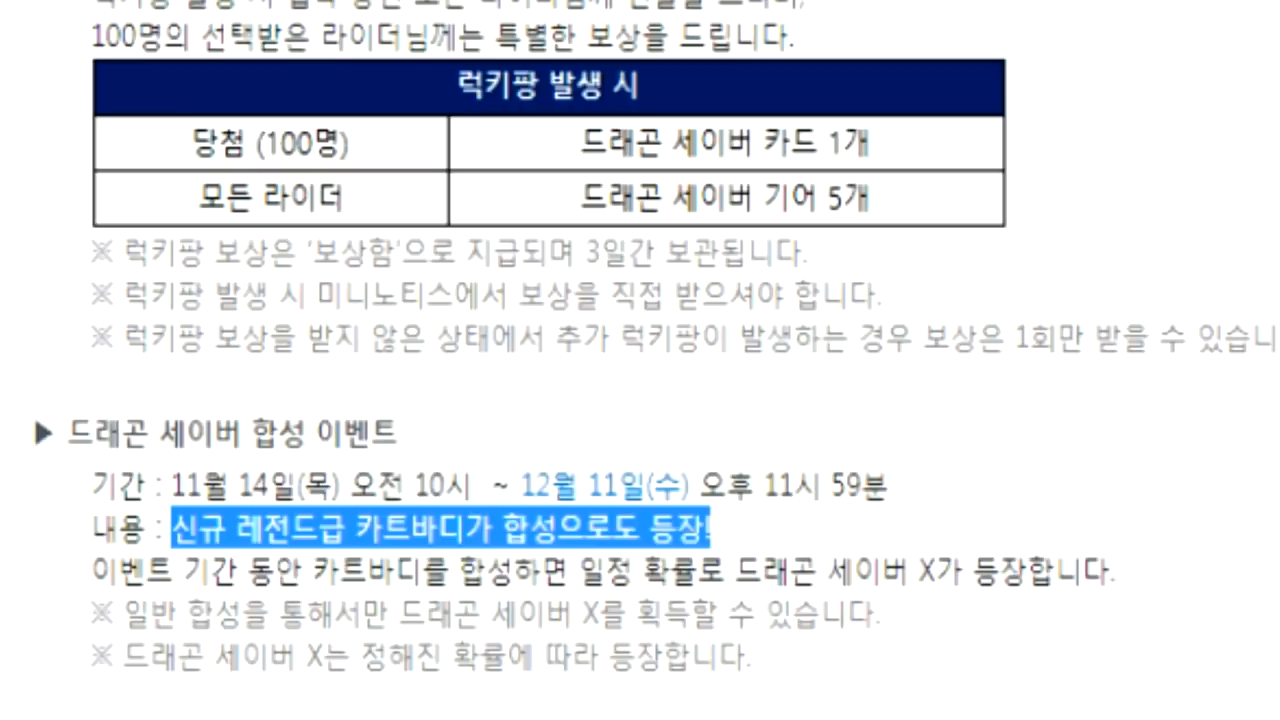 100명의 선택받은 라이더님께는 특별한 보상을 드립니다.
럭키팡 발생 시
당첨 (100명) 드래곤 세이버 카드 1개
모든 라이더 드래곤 세이버 기어 5개
※ 럭키팡 보상은 '보상함'으로 지급되며 3일간 보관됩니다.
※ 럭키팡 발생 시 미니노티스에서 보상을 직접 받으셔야 합니다.
※ 럭키팡 보상을 받지 않은 상태에서 추가 럭키팡이 발생하는 경우 보상은 1회만 받을 수 있습니
▶ 드래곤 세이버 합성 이벤트
기간 : 11월 14일(목) 오전 10시 ~ 12월 11일(수) 오후 11시 59분
내용 : 신규 레전드급 카트바디가 합성으로도 등장!
이벤트 기간 동안 카트바디를 합성하면 일정 확률로 드래곤 세이버 X가 등장합니다.
※ 일반 합성을 통해서만 드래곤 세이버 X를 획득할 수 있습니다.
※ 드래곤 세이버 X는 정해진 확률에 따라 등장합니다.